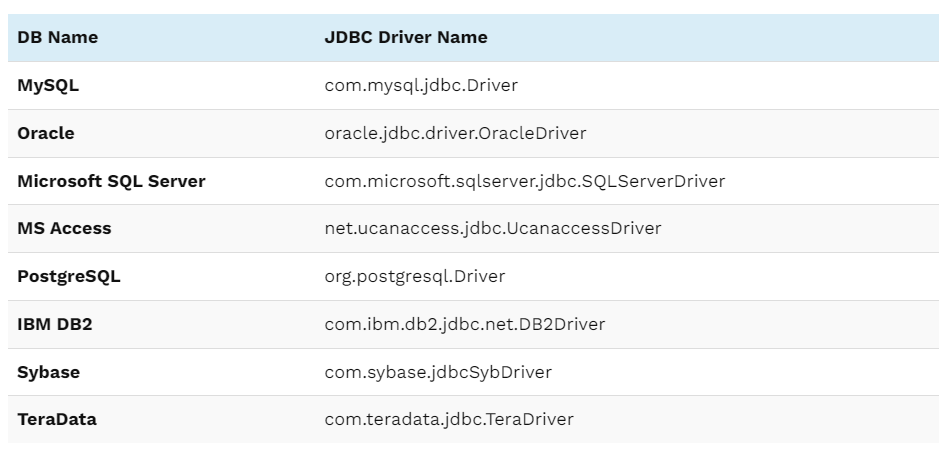 DB Name JDBC Driver Name
MySQL com.mysql.jdbc.Driver
Oracle oracle.jdbc.driver.OracleDriver
Microsoft SQL Server com.microsoft.sqlserver.jdbc.SQLServerDriver
MS Access net.ucanaccess.jdbc.UcanaccessDriver
PostgreSQL org.postgresql.Driver
IBM DB2 com.ibm.db2.jdbc.net.DB2Driver
Sybase com.sybase.jdbcSybDriver
TeraData com.teradata.jdbc.TeraDriver